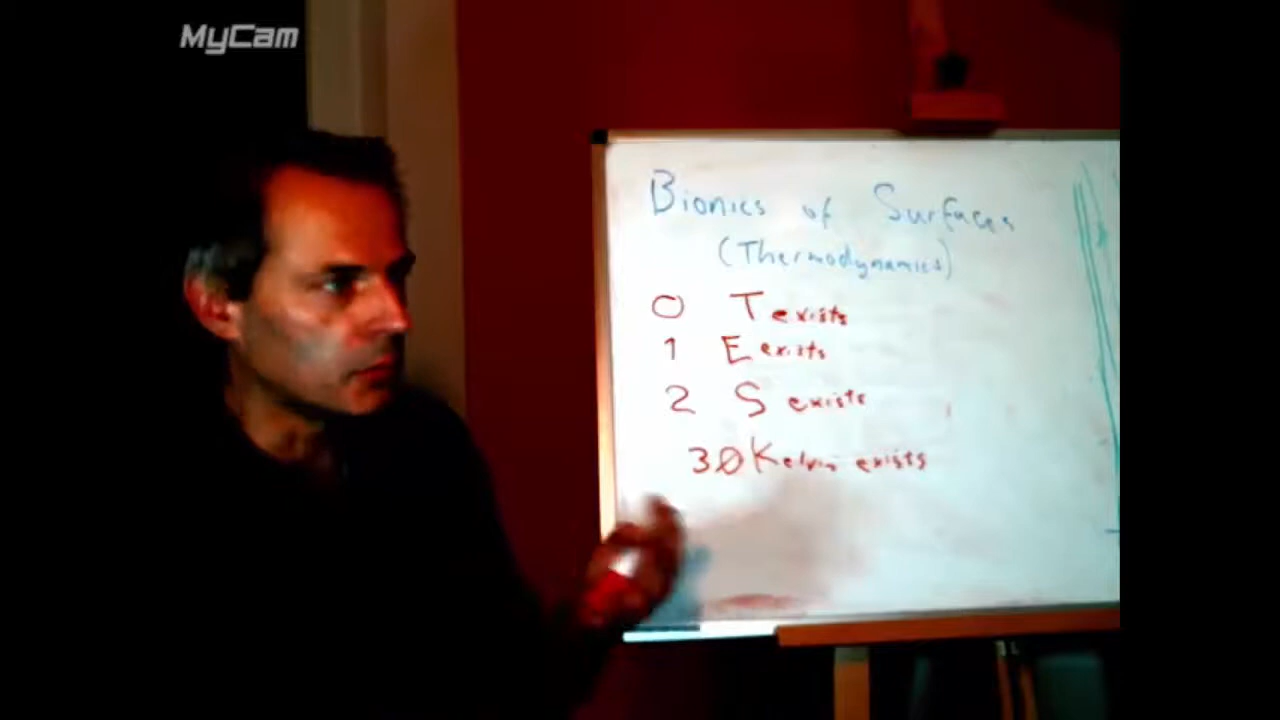 MyCam
Bionics of Surfaces
(Thermodynamics)
0 T exists
1 E exists
2 S exists
3 0 Kelvin exists